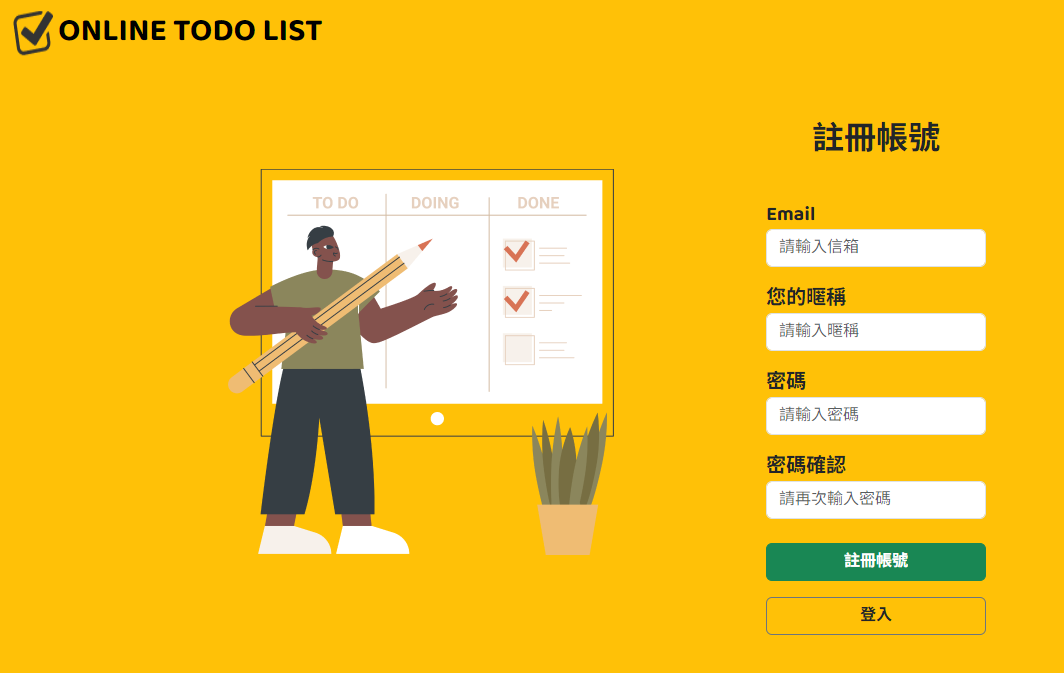 ONLINE TODO LIST
TO DO
DOING
DONE
註冊帳號
Email
請輸入信箱
您的暱稱
請輸入暱稱
密碼
請輸入密碼
密碼確認
請再次輸入密碼
註冊帳號
登入